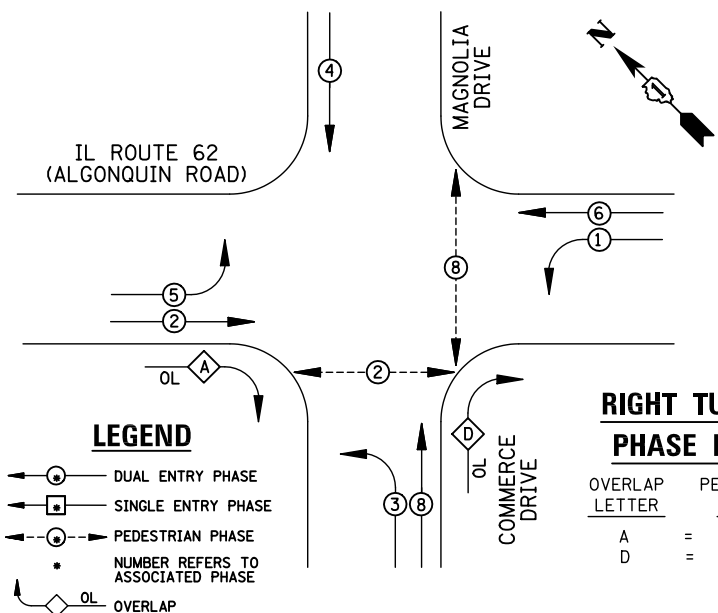 4
MAGNOLIA
DRIVE
N
1
IL ROUTE 62
(ALGONQUIN ROAD)
6
1
8
5
2
OL A
2
D
OL
3 8
COMMERCE
DRIVE
LEGEND
* DUAL ENTRY PHASE
* SINGLE ENTRY PHASE
* PEDESTRIAN PHASE
* NUMBER REFERS TO
ASSOCIATED PHASE
OL OVERLAP
RIGHT TU
PHASE
OVERLAP PE
LETTER
A =
D =